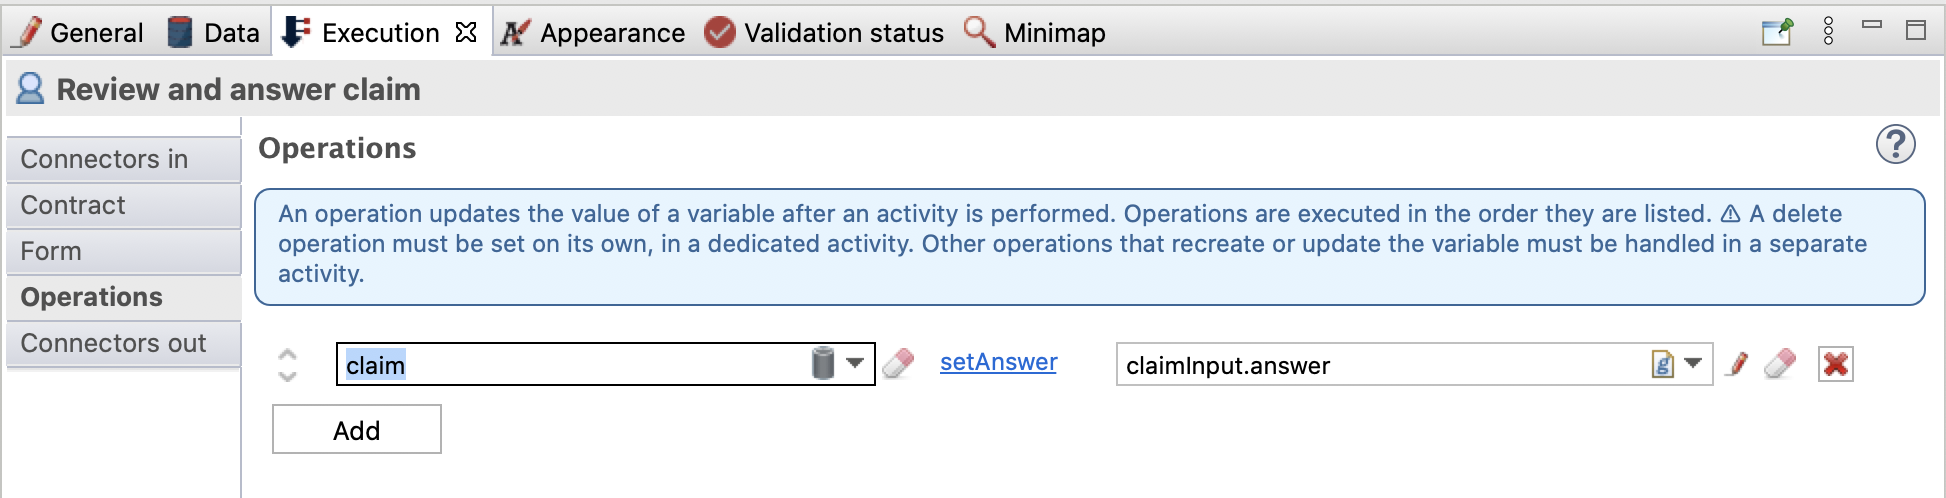 General Data Execution Appearance Validation status Minimap
Review and answer claim
Connectors in
Contract
Form
Operations
Connectors out
Operations
An operation updates the value of a variable after an activity is performed. Operations are executed in the order they are listed. ⚠ A delete
operation must be set on its own, in a dedicated activity. Other operations that recreate or update the variable must be handled in a separate
activity.
claim setAnswer claimInput.answer
Add